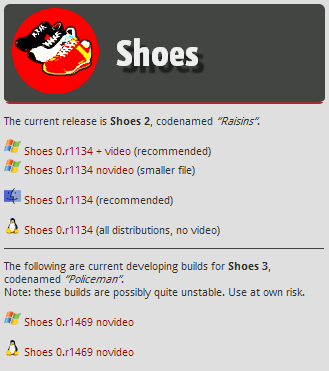 Shoes
The current release is Shoes 2, codenamed “Raisins”.
Shoes 0.r1134 + video (recommended)
Shoes 0.r1134 novideo (smaller file)
Shoes 0.r1134 (recommended)
Shoes 0.r1134 (all distributions, no video)
The following are current developing builds for Shoes 3,
codenamed “Policeman”.
Note: these builds are possibly quite unstable. Use at own risk.
Shoes 0.r1469 novideo
Shoes 0.r1469 novideo